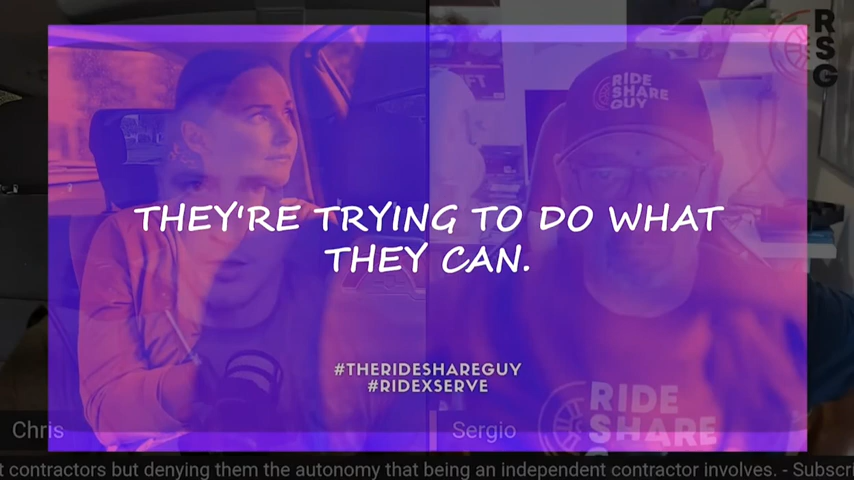 RSG
RIDE
SHARE
GUY
THEY'RE TRYING TO DO WHAT
THEY CAN.
#THERIDESHAREGUY
#RIDEXSERVE
RIDE
SHARE
Chris
Sergio
t contractors but denying them the autonomy that being an independent contractor involves. - Subscri